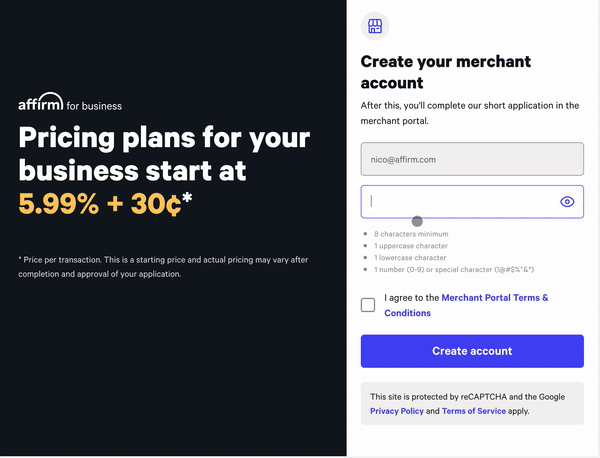 affirm for business
Pricing plans for your
business start at
5.99% + 30¢*
* Price per transaction. This is a starting price and actual pricing may vary after
completion and approval of your application.
Create your merchant
account
After this, you'll complete our short application in the
merchant portal.
nico@affirm.com
8 characters minimum
1 uppercase character
1 lowercase character
1 number (0-9) or special character (!@#$%^&*)
I agree to the Merchant Portal Terms &
Conditions
Create account
This site is protected by reCAPTCHA and the Google
Privacy Policy and Terms of Service apply.